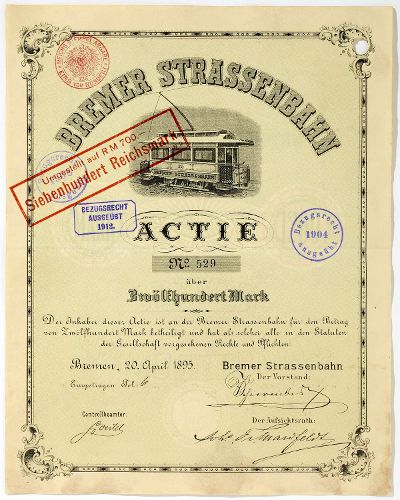 BREMER STRASSENBAHN
Umgestellt auf RM 700.
Siebenhundert Reichsmark
BEZUGSRECHT
AUSGEÜBT
1912.
Bezugsrecht
1904
ausgeübt
ACTIE
No 529
über
Zwölfhundert Mark
Der Inhaber dieser Actie ist an der Bremer Strassenbahn für den Betrag
von Zwölfhundert Mark betheiligt und hat als solcher alle in den Statuten
der Gesellschaft vorgesehenen Rechte und Pflichten.
Bremen, 20. April 1895.
Bremer Strassenbahn
Der Vorstand:
Eingetragen Fol. 6
Controllbeamter:
Der Aufsichtsrath: